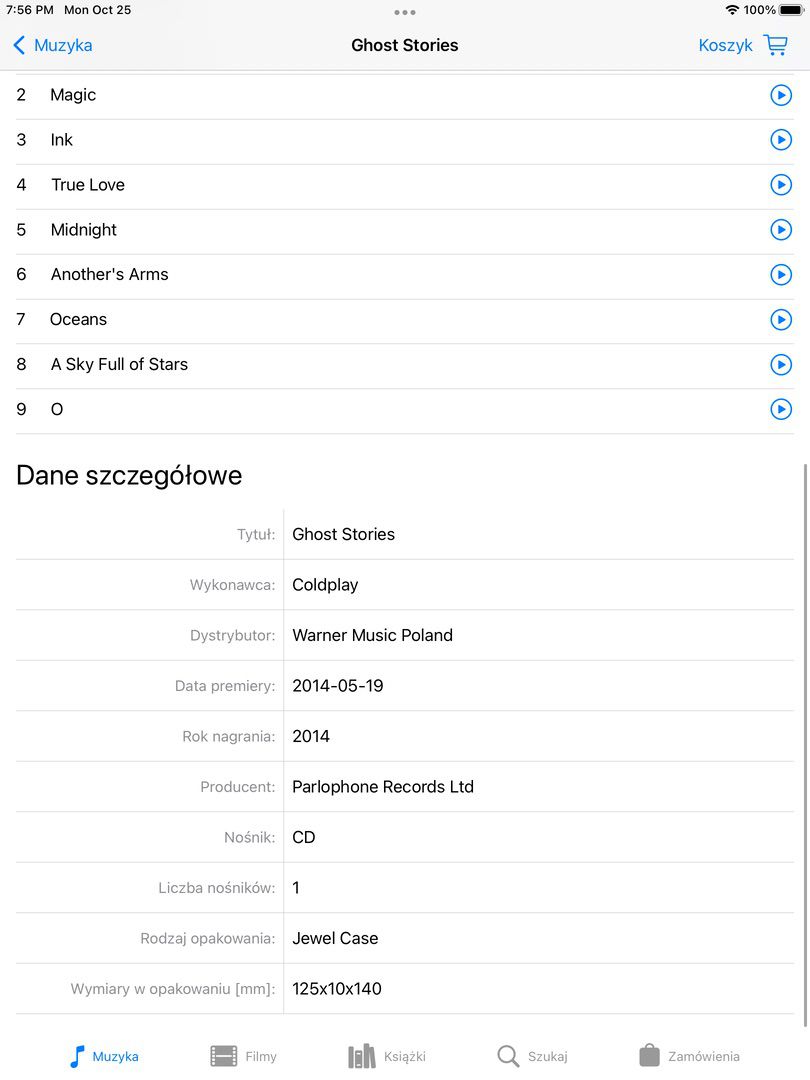 7:56 PM Mon Oct 25 100%
Muzyka Ghost Stories Koszyk
2 Magic
3 Ink
4 True Love
5 Midnight
6 Another's Arms
7 Oceans
8 A Sky Full of Stars
9 O
Dane szczegółowe
Tytuł: Ghost Stories
Wykonawca: Coldplay
Dystrybutor: Warner Music Poland
Data premiery: 2014-05-19
Rok nagrania: 2014
Producent: Parlophone Records Ltd
Nośnik: CD
Liczba nośników: 1
Rodzaj opakowania: Jewel Case
Wymiary w opakowaniu [mm]: 125x10x140
Muzyka Filmy Książki Szukaj Zamówienia